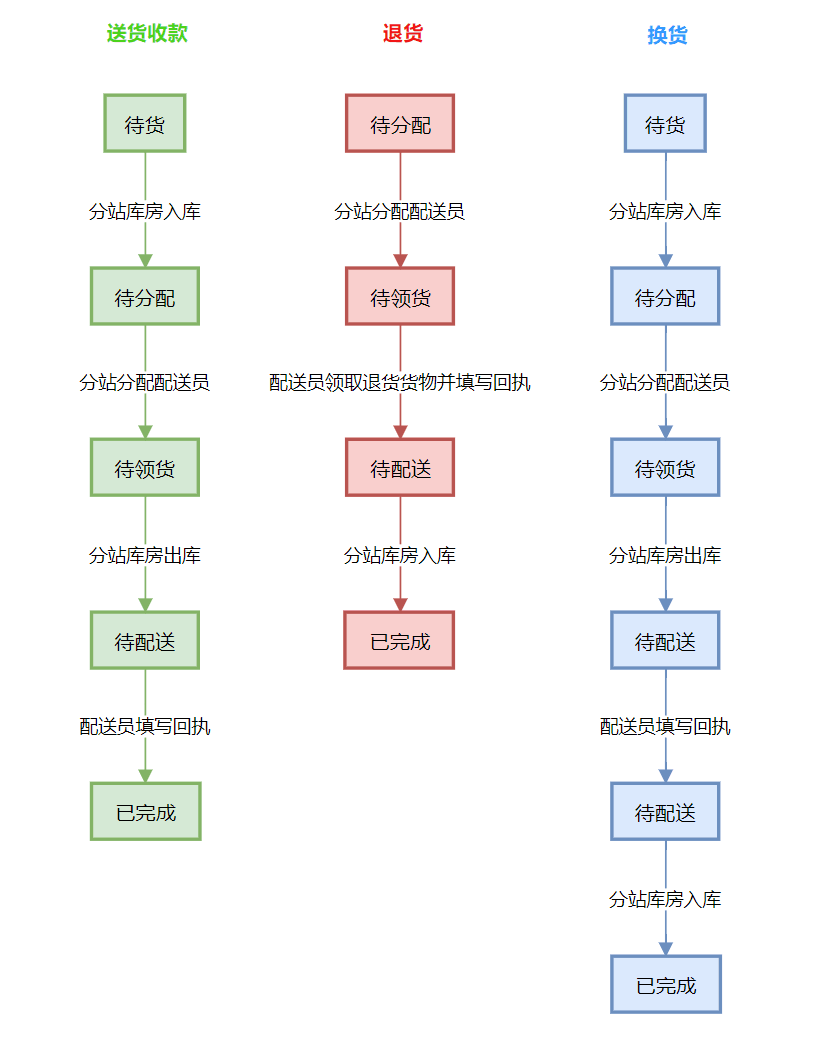 送货收款
待货
分站库房入库
待分配
分站分配配送员
待领货
分站库房出库
待配送
配送员填写回执
已完成
退货
待分配
分站分配配送员
待领货
配送员领取退货货物并填写回执
待配送
分站库房入库
已完成
换货
待货
分站库房入库
待分配
分站分配配送员
待领货
分站库房出库
待配送
配送员填写回执
待配送
分站库房入库
已完成